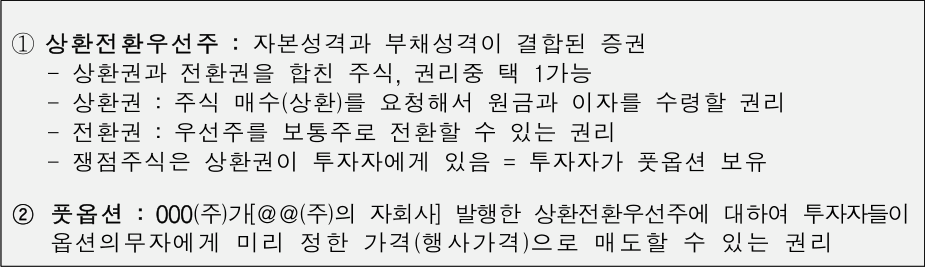 ① 상환전환우선주 : 자본성격과 부채성격이 결합된 증권
- 상환권과 전환권을 합친 주식, 권리중 택 1가능
- 상환권 : 주식 매수(상환)를 요청해서 원금과 이자를 수령할 권리
- 전환권 : 우선주를 보통주로 전환할 수 있는 권리
- 쟁점주식은 상환권이 투자자에게 있음 = 투자자가 풋옵션 보유
② 풋옵션 : 000(주)가[@@(주)의 자회사] 발행한 상환전환우선주에 대하여 투자자들이
옵션의무자에게 미리 정한 가격(행사가격)으로 매도할 수 있는 권리